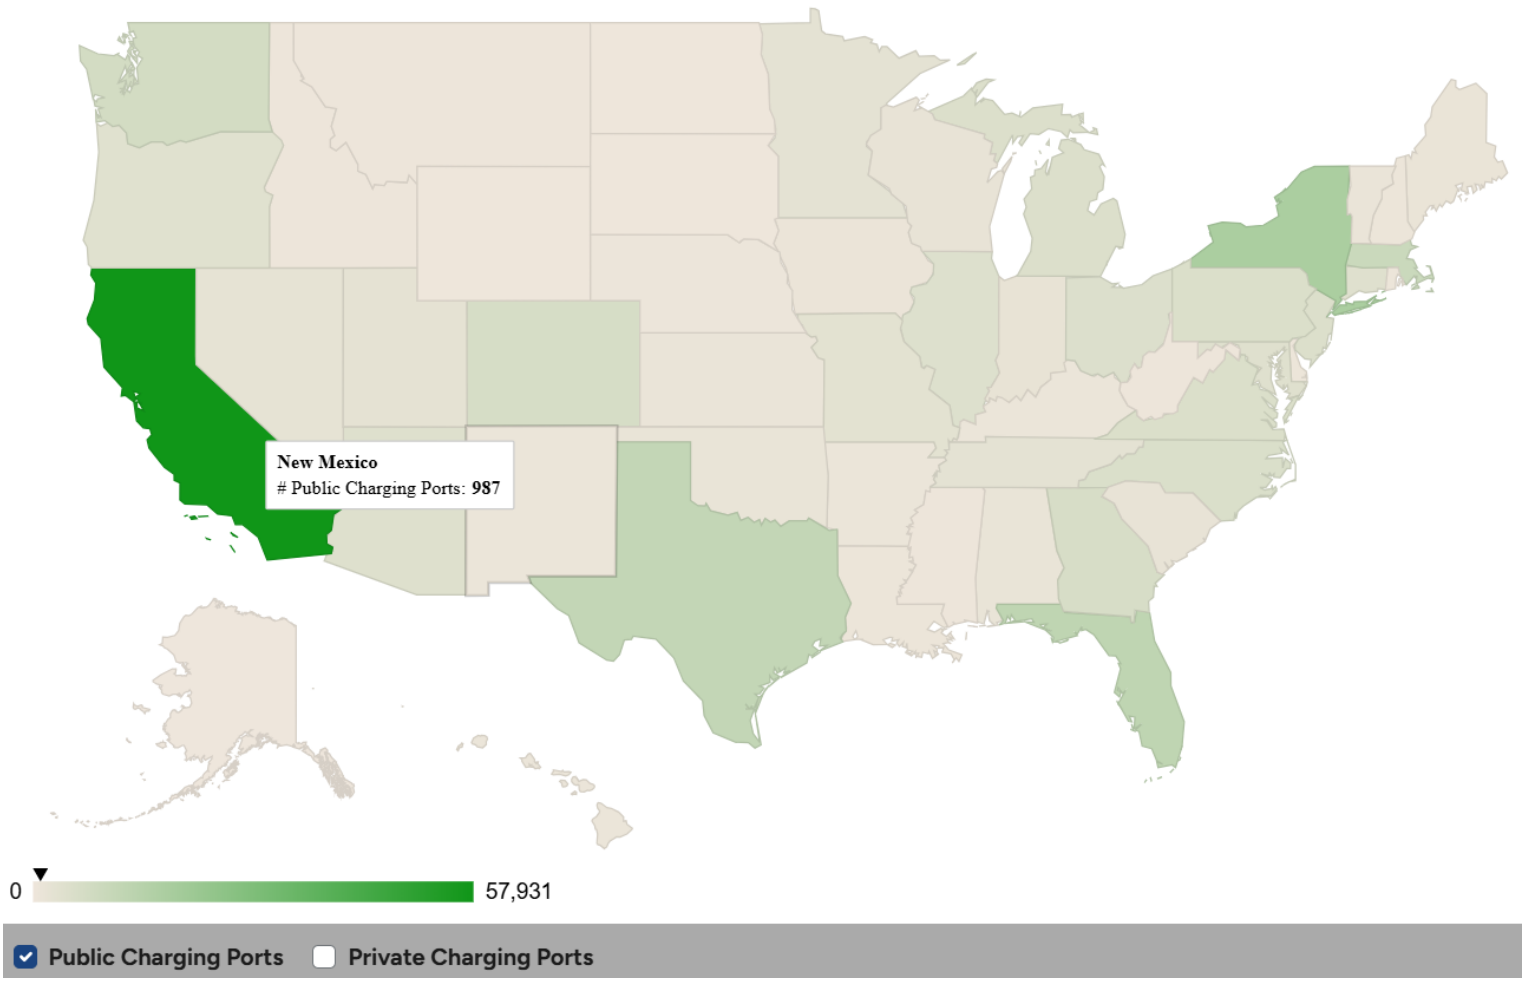 New Mexico
# Public Charging Ports: 987
0 57,931
Public Charging Ports Private Charging Ports